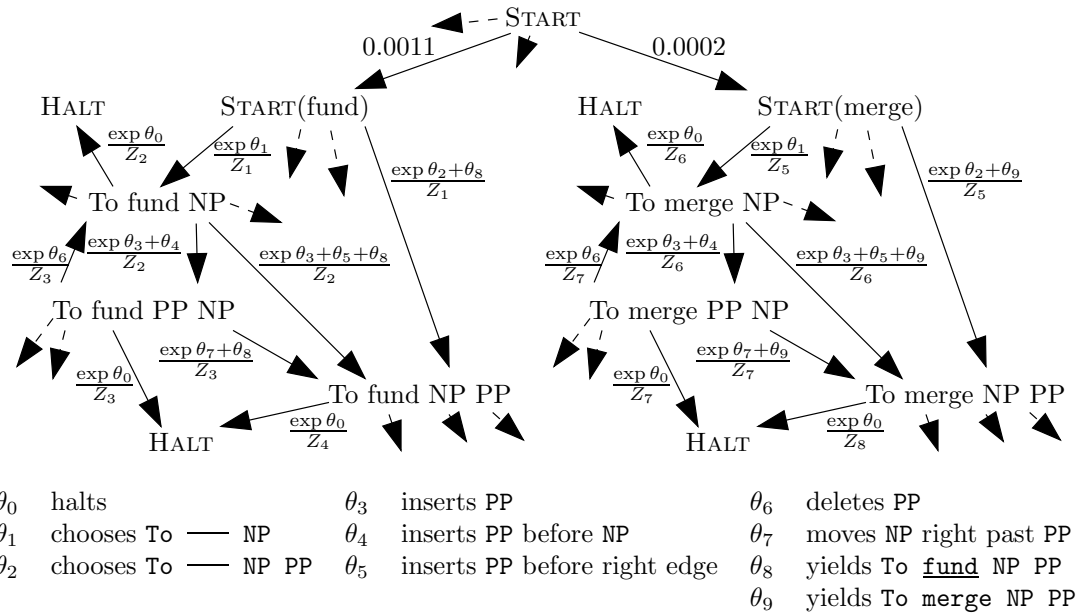 START
0.0011 0.0002
HALT START(fund) HALT START(merge)
exp θ0 / Z2 exp θ1 / Z1 exp θ2+θ8 / Z1 exp θ0 / Z6 exp θ1 / Z5 exp θ2+θ9 / Z5
To fund NP To merge NP
exp θ6 / Z3 exp θ3+θ4 / Z2 exp θ3+θ5+θ8 / Z2 exp θ6 / Z7 exp θ3+θ4 / Z6 exp θ3+θ5+θ9 / Z6
To fund PP NP To merge PP NP
exp θ0 / Z3 exp θ7+θ8 / Z3 exp θ0 / Z7 exp θ7+θ9 / Z7
To fund NP PP To merge NP PP
HALT exp θ0 / Z4 HALT exp θ0 / Z8
θ0 halts θ3 inserts PP θ6 deletes PP
θ1 chooses To — NP θ4 inserts PP before NP θ7 moves NP right past PP
θ2 chooses To — NP PP θ5 inserts PP before right edge θ8 yields To fund NP PP
θ9 yields To merge NP PP